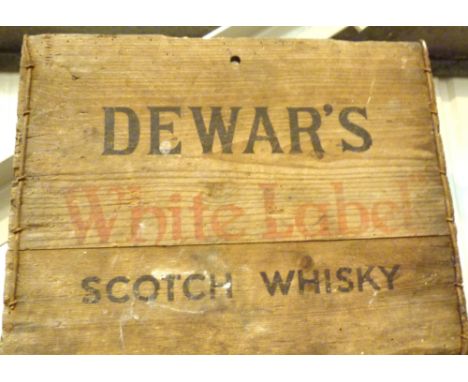 DEWAR'S
"White Label"
SCOTCH WHISKY